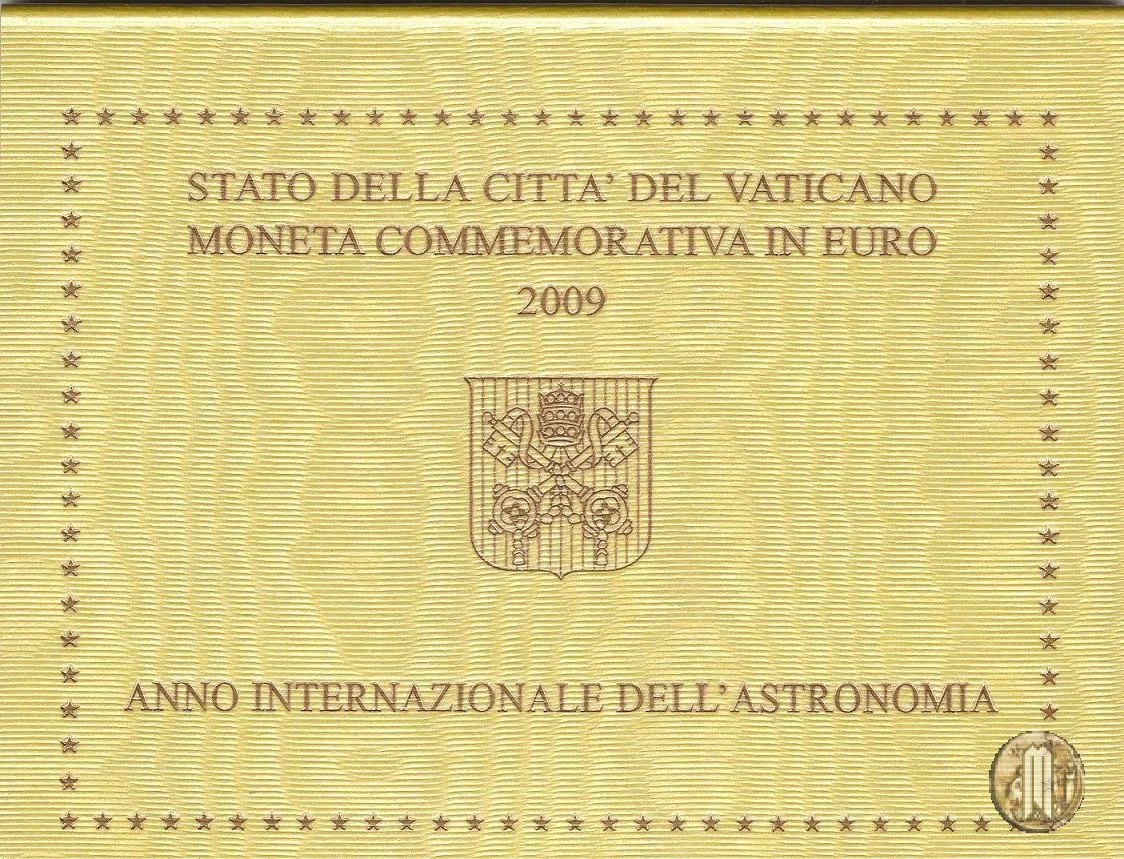 STATO DELLA CITTA' DEL VATICANO
MONETA COMMEMORATIVA IN EURO
2009
ANNO INTERNAZIONALE DELL'ASTRONOMIA